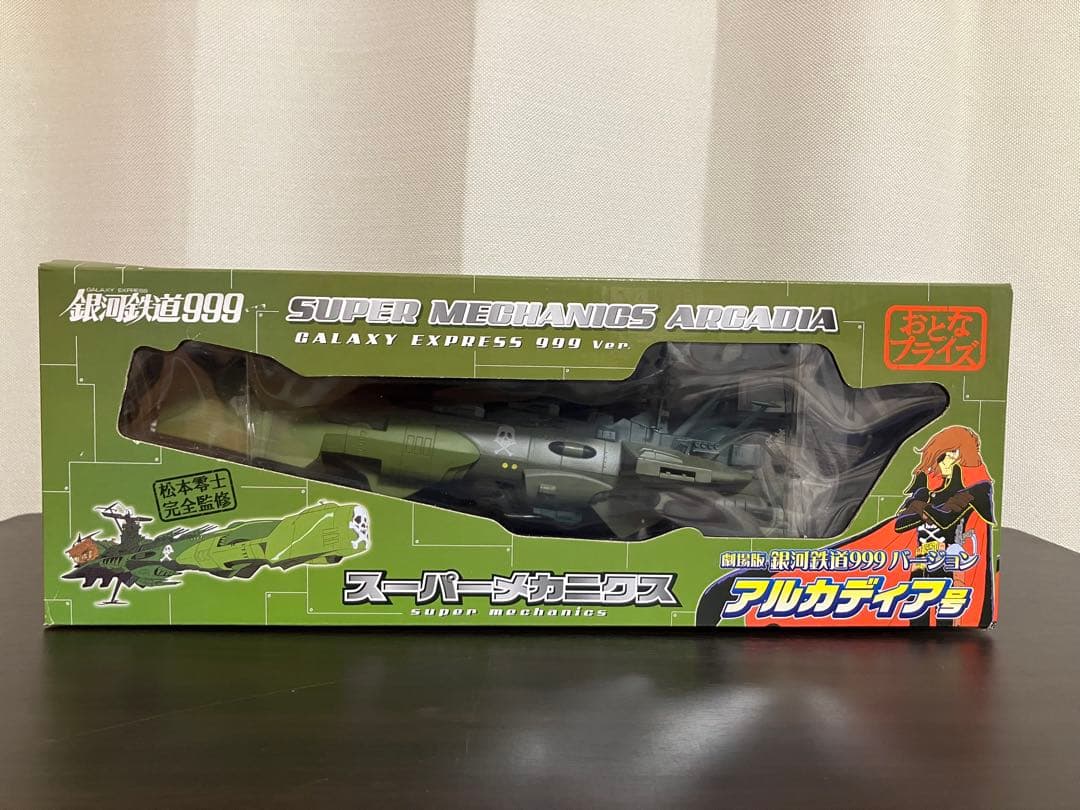 GALAXY EXPRESS
銀河鉄道999
SUPER MECHANICS ARCADIA
GALAXY EXPRESS 999 Ver.
おとな
プライズ
松本零士
完全監修
スーパーメカニクス
super mechanics
劇場版 銀河鉄道999 バージョン
アルカディア号